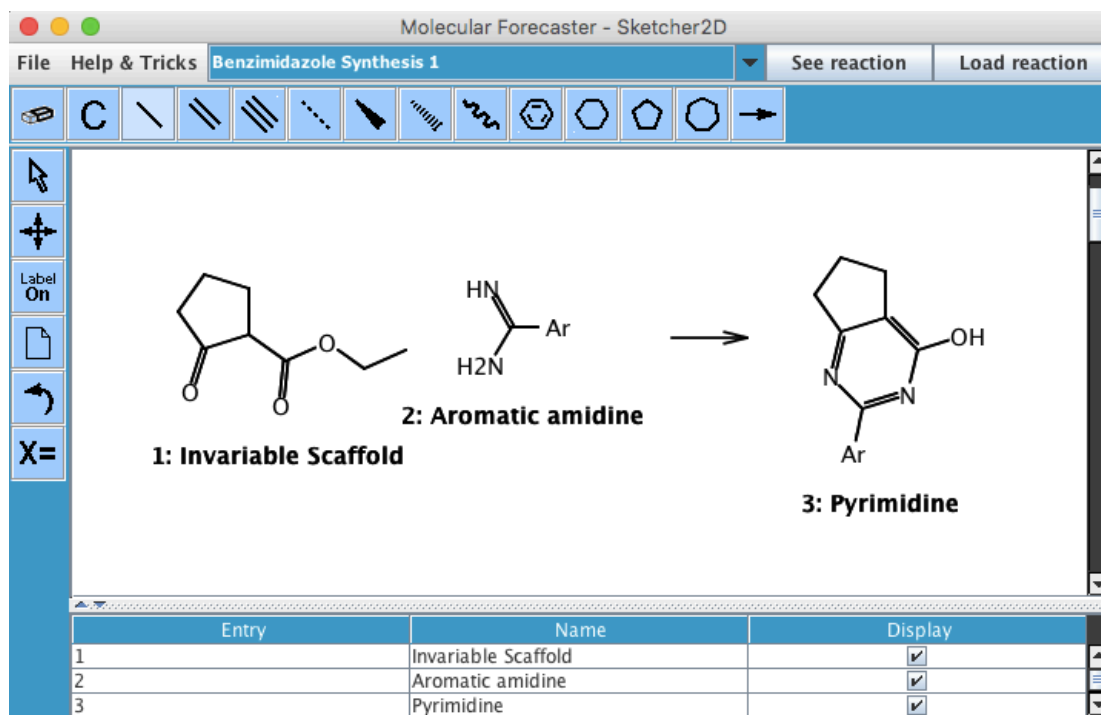 Molecular Forecaster - Sketcher2D
File Help & Tricks Benzimidazole Synthesis 1 See reaction Load reaction
C
Label
On
X=
O
O
O
1: Invariable Scaffold
HN
Ar
H2N
2: Aromatic amidine
OH
N
N
Ar
3: Pyrimidine
Entry Name Display
1 Invariable Scaffold
2 Aromatic amidine
3 Pyrimidine